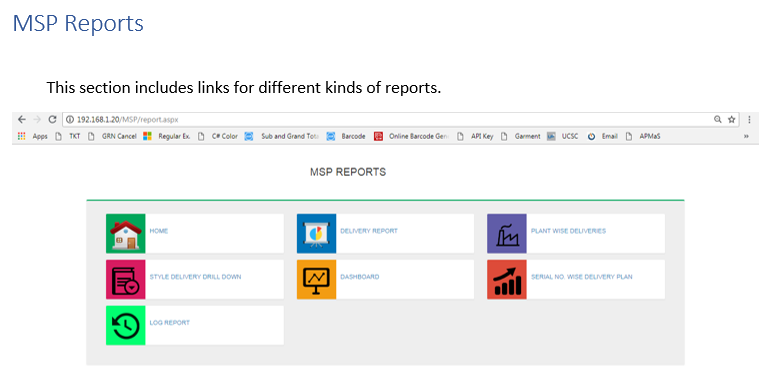 MSP Reports
This section includes links for different kinds of reports.
192.168.1.20/MSP/report.aspx
Apps TKT GRN Cancel Regular Ex. C# Color Sub and Grand Tota Barcode Online Barcode Gen API Key Garment UCSC Email APMaS »
MSP REPORTS
HOME DELIVERY REPORT PLANT WISE DELIVERIES
STYLE DELIVERY DRILL DOWN DASHBOARD SERIAL NO. WISE DELIVERY PLAN
LOG REPORT